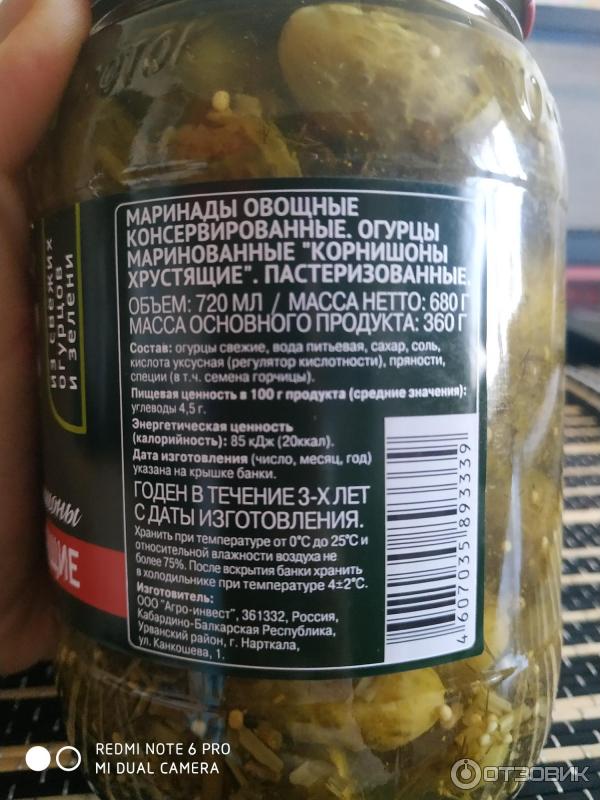 МАРИНАДЫ ОВОЩНЫЕ
КОНСЕРВИРОВАННЫЕ. ОГУРЦЫ
МАРИНОВАННЫЕ "КОРНИШОНЫ
ХРУСТЯЩИЕ". ПАСТЕРИЗОВАННЫЕ.
ОБЪЕМ: 720 МЛ / МАССА НЕТТО: 680 Г
МАССА ОСНОВНОГО ПРОДУКТА: 360 Г
Состав: огурцы свежие, вода питьевая, сахар, соль,
кислота уксусная (регулятор кислотности), пряности,
специи (в т.ч. семена горчицы).
Пищевая ценность в 100 г продукта (средние значения):
углеводы 4,5 г.
Энергетическая ценность
(калорийность): 85 кДж (20ккал).
Дата изготовления (число, месяц, год)
указана на крышке банки.
ГОДЕН В ТЕЧЕНИЕ 3-Х ЛЕТ
С ДАТЫ ИЗГОТОВЛЕНИЯ.
Хранить при температуре от 0°С до 25°С и
относительной влажности воздуха не
более 75%. После вскрытия банки хранить
в холодильнике при температуре 4±2°С.
Изготовитель:
ООО "Агро-инвест", 361332, Россия,
Кабардино-Балкарская Республика,
Урванский район, г. Нарткала,
ул. Канкошева, 1.
4607035893339
из свежих
огурцов
и зелени
REDMI NOTE 6 PRO
MI DUAL CAMERA
ОТЗОВИК